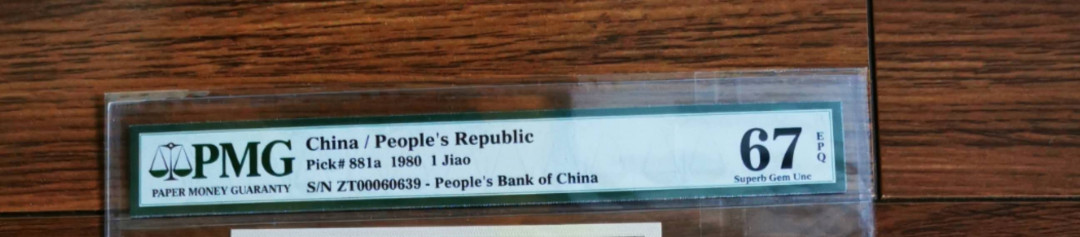 PMG
PAPER MONEY GUARANTY
China / People's Republic
Pick# 881a 1980 1 Jiao
S/N ZT00060639 - People's Bank of China
67
EPQ
Superb Gem Unc